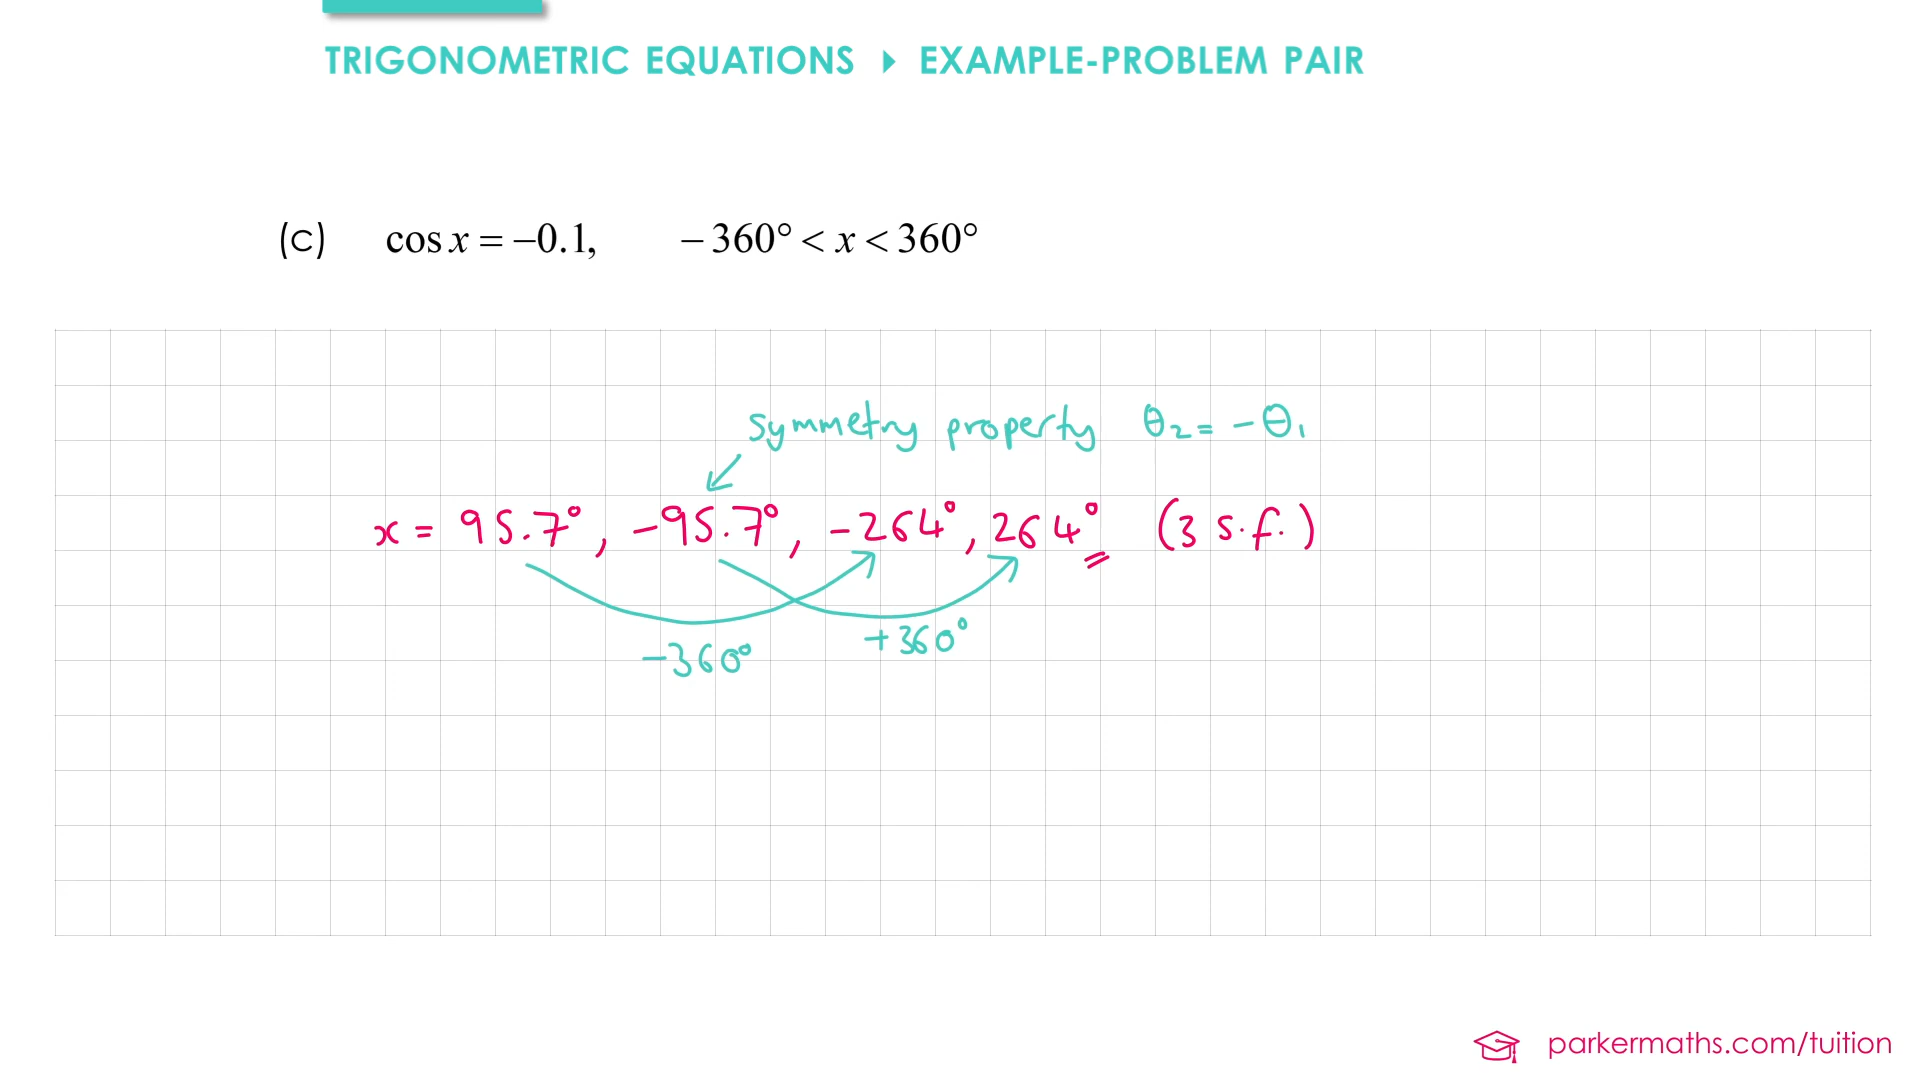 TRIGONOMETRIC EQUATIONS ▸ EXAMPLE-PROBLEM PAIR
(c) cos x = −0.1, − 360° < x < 360°
symmetry property θ₂ = − θ₁
x = 95.7°, −95.7°, −264°, 264° (3 s.f.)
+360°
−360°
parkermaths.com/tuition